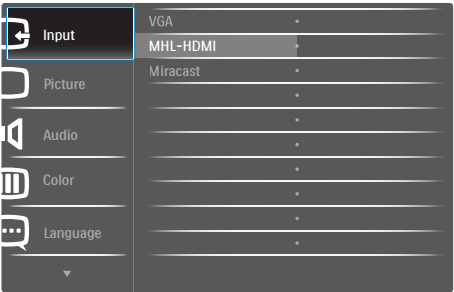 Input
Picture
Audio
Color
Language
VGA
MHL-HDMI
Miracast